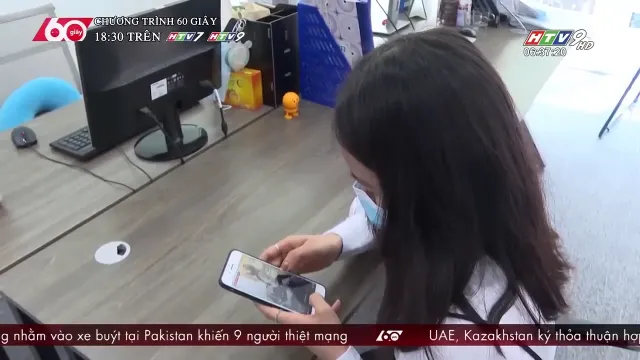 60 giây
CHƯƠNG TRÌNH 60 GIÂY
18:30 TRÊN HTV7 HTV9
HTV9 HD
06:37:20
g nhằm vào xe buýt tại Pakistan khiến 9 người thiệt mạng 60 UAE, Kazakhstan ký thỏa thuận hợ